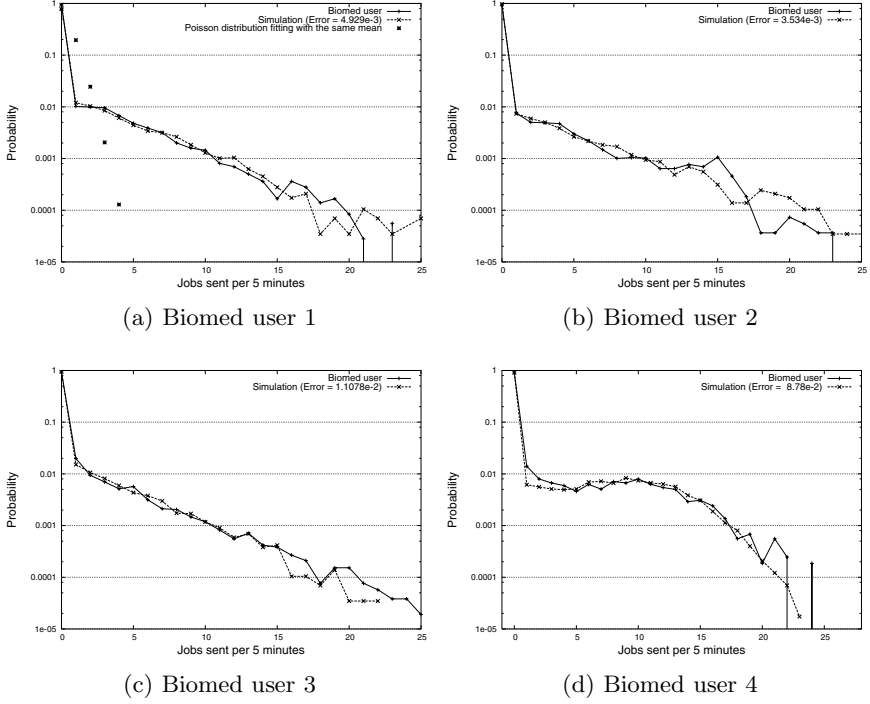 1
0.1
0.01
0.001
0.0001
1e-05
Probability
0 5 10 15 20 25
Jobs sent per 5 minutes
Biomed user
Simulation (Error = 4.929e-3)
Poisson distribution fitting with the same mean
(a) Biomed user 1
1
0.1
0.01
0.001
0.0001
1e-05
Probability
0 5 10 15 20 25
Jobs sent per 5 minutes
Biomed user
Simulation (Error = 3.534e-3)
(b) Biomed user 2
1
0.1
0.01
0.001
0.0001
1e-05
Probability
0 5 10 15 20 25
Jobs sent per 5 minutes
Biomed user
Simulation (Error = 1.1078e-2)
(c) Biomed user 3
1
0.1
0.01
0.001
0.0001
1e-05
Probability
0 5 10 15 20 25
Jobs sent per 5 minutes
Biomed user
Simulation (Error = 8.78e-2)
(d) Biomed user 4